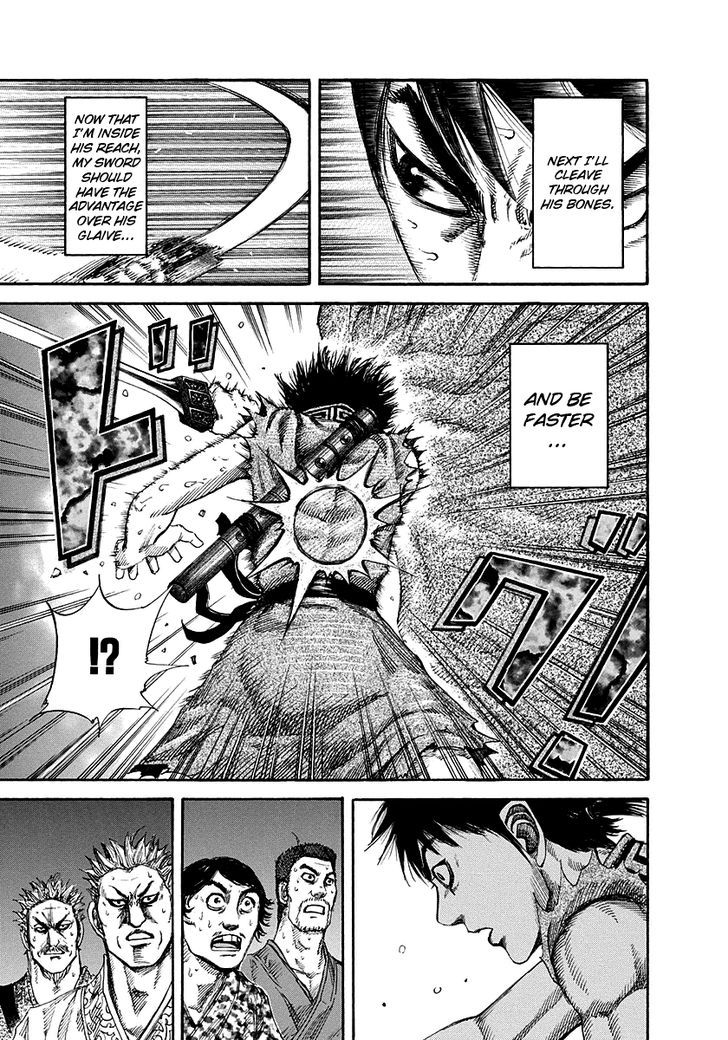 NEXT I'LL
CLEAVE
THROUGH
HIS BONES.
NOW THAT
I'M INSIDE
HIS REACH,
MY SWORD
SHOULD
HAVE THE
ADVANTAGE
OVER HIS
GLAIVE...
AND BE
FASTER
...
!?